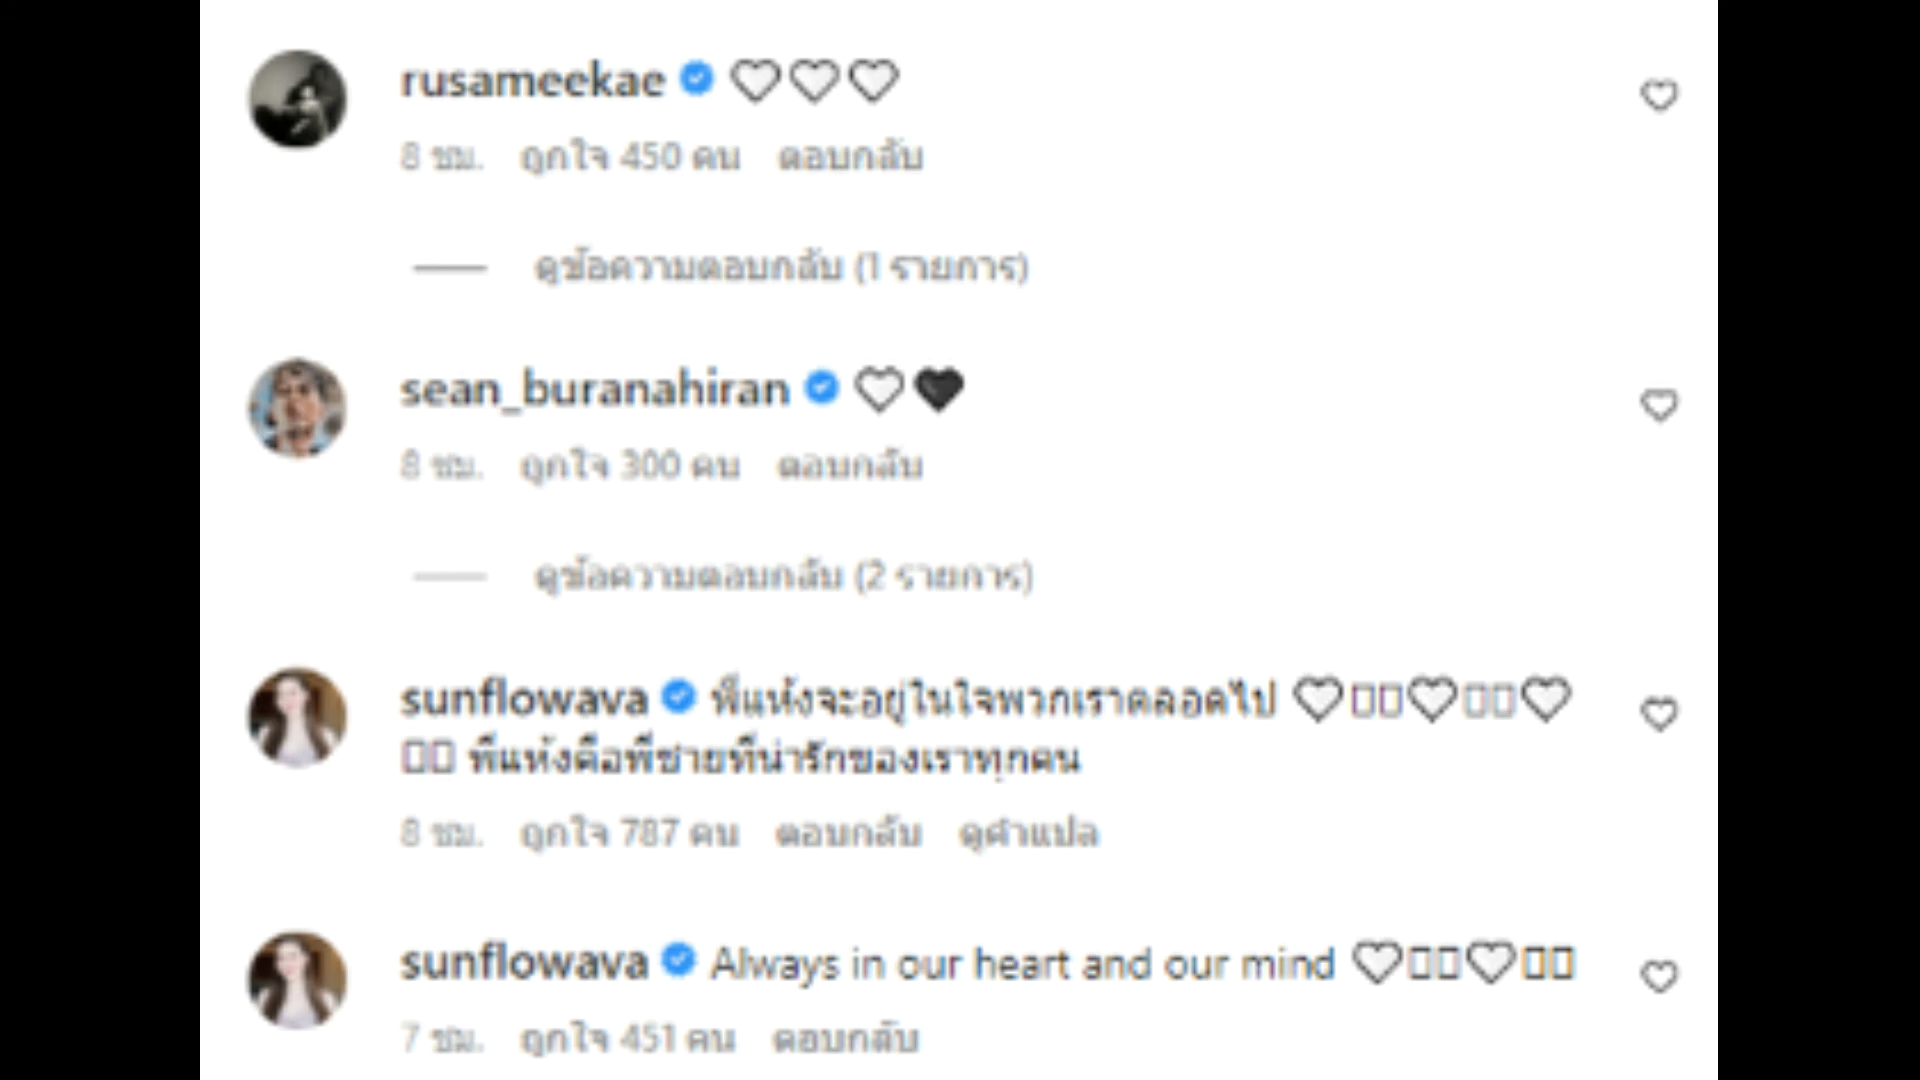 rusameekae 🤍🤍🤍
8 ชม. ถูกใจ 450 คน ตอบกลับ
ดูข้อความตอบกลับ (1 รายการ)
sean_buranahiran 🤍🖤
8 ชม. ถูกใจ 300 คน ตอบกลับ
ดูข้อความตอบกลับ (2 รายการ)
sunflowava พี่แห้งจะอยู่ในใจพวกเราตลอดไป 🤍▯▯🤍▯▯🤍
▯▯ พี่แห้งคือพี่ชายที่น่ารักของเราทุกคน
8 ชม. ถูกใจ 787 คน ตอบกลับ ดูคำแปล
sunflowava Always in our heart and our mind 🤍▯▯🤍▯▯
7 ชม. ถูกใจ 451 คน ตอบกลับ